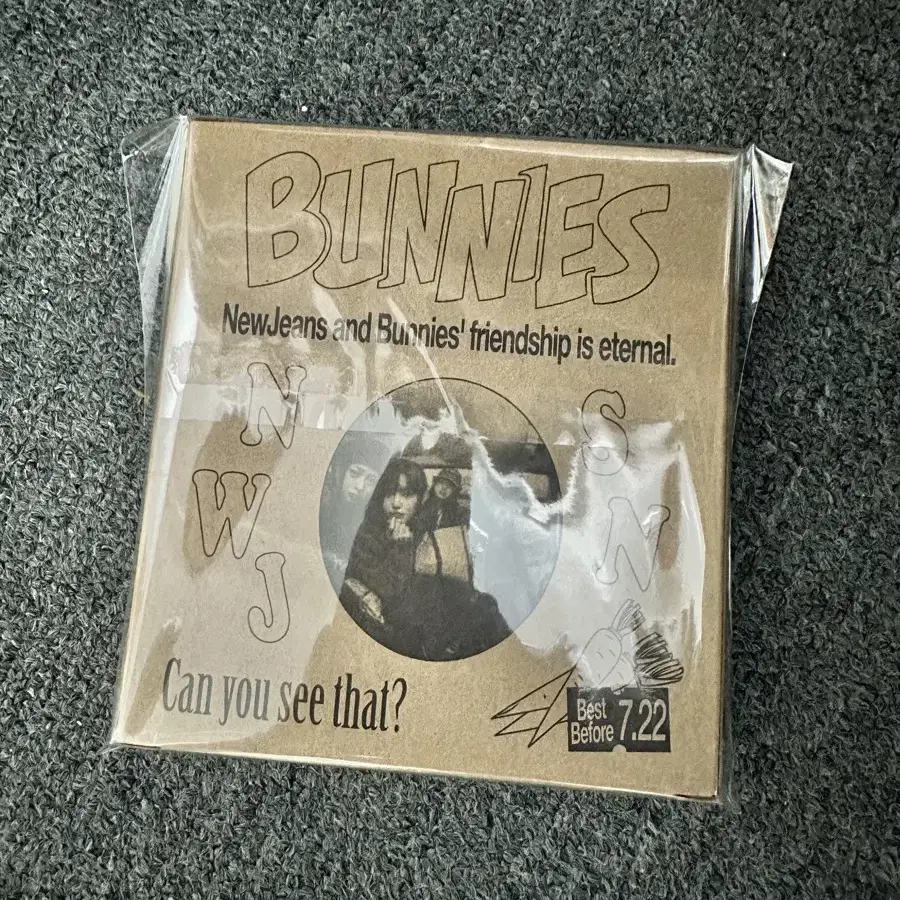 BUNNIES
NewJeans and Bunnies' friendship is eternal.
N
W
J
S
N
Can you see that?
Best
Before 7.22